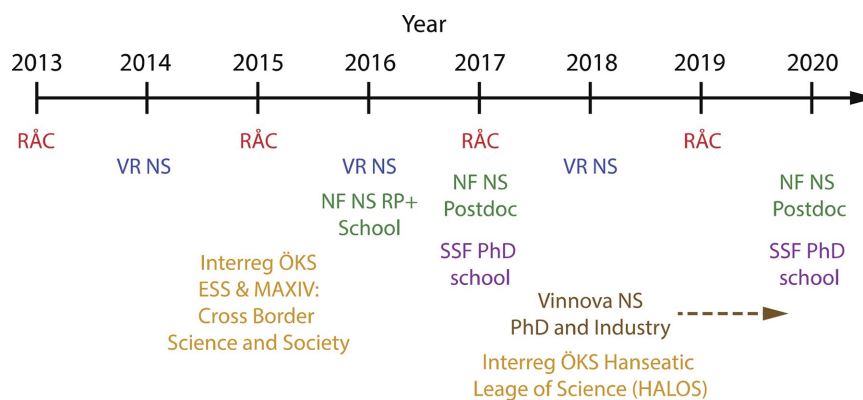 Year
2013 2014 2015 2016 2017 2018 2019 2020
RÅC RÅC RÅC RÅC
VR NS VR NS VR NS
NF NS RP+
School
NF NS
Postdoc
NF NS
Postdoc
SSF PhD
school
SSF PhD
school
Interreg ÖKS
ESS & MAXIV:
Cross Border
Science and Society
Vinnova NS
PhD and Industry
Interreg ÖKS Hanseatic
Leage of Science (HALOS)